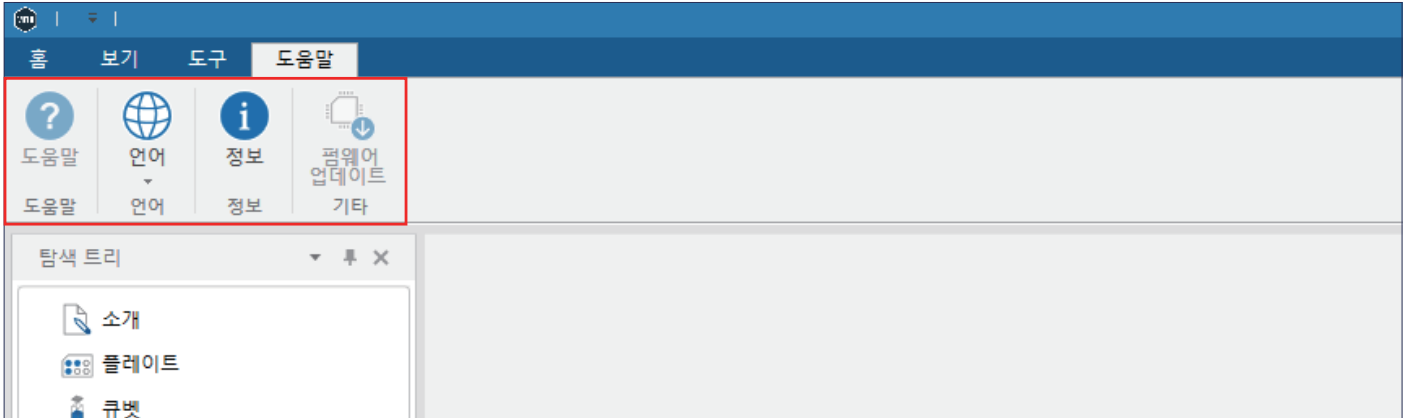 홈 보기 도구 도움말
도움말 언어 정보 펌웨어
업데이트
도움말 언어 정보 기타
탐색 트리
소개
플레이트
큐벳